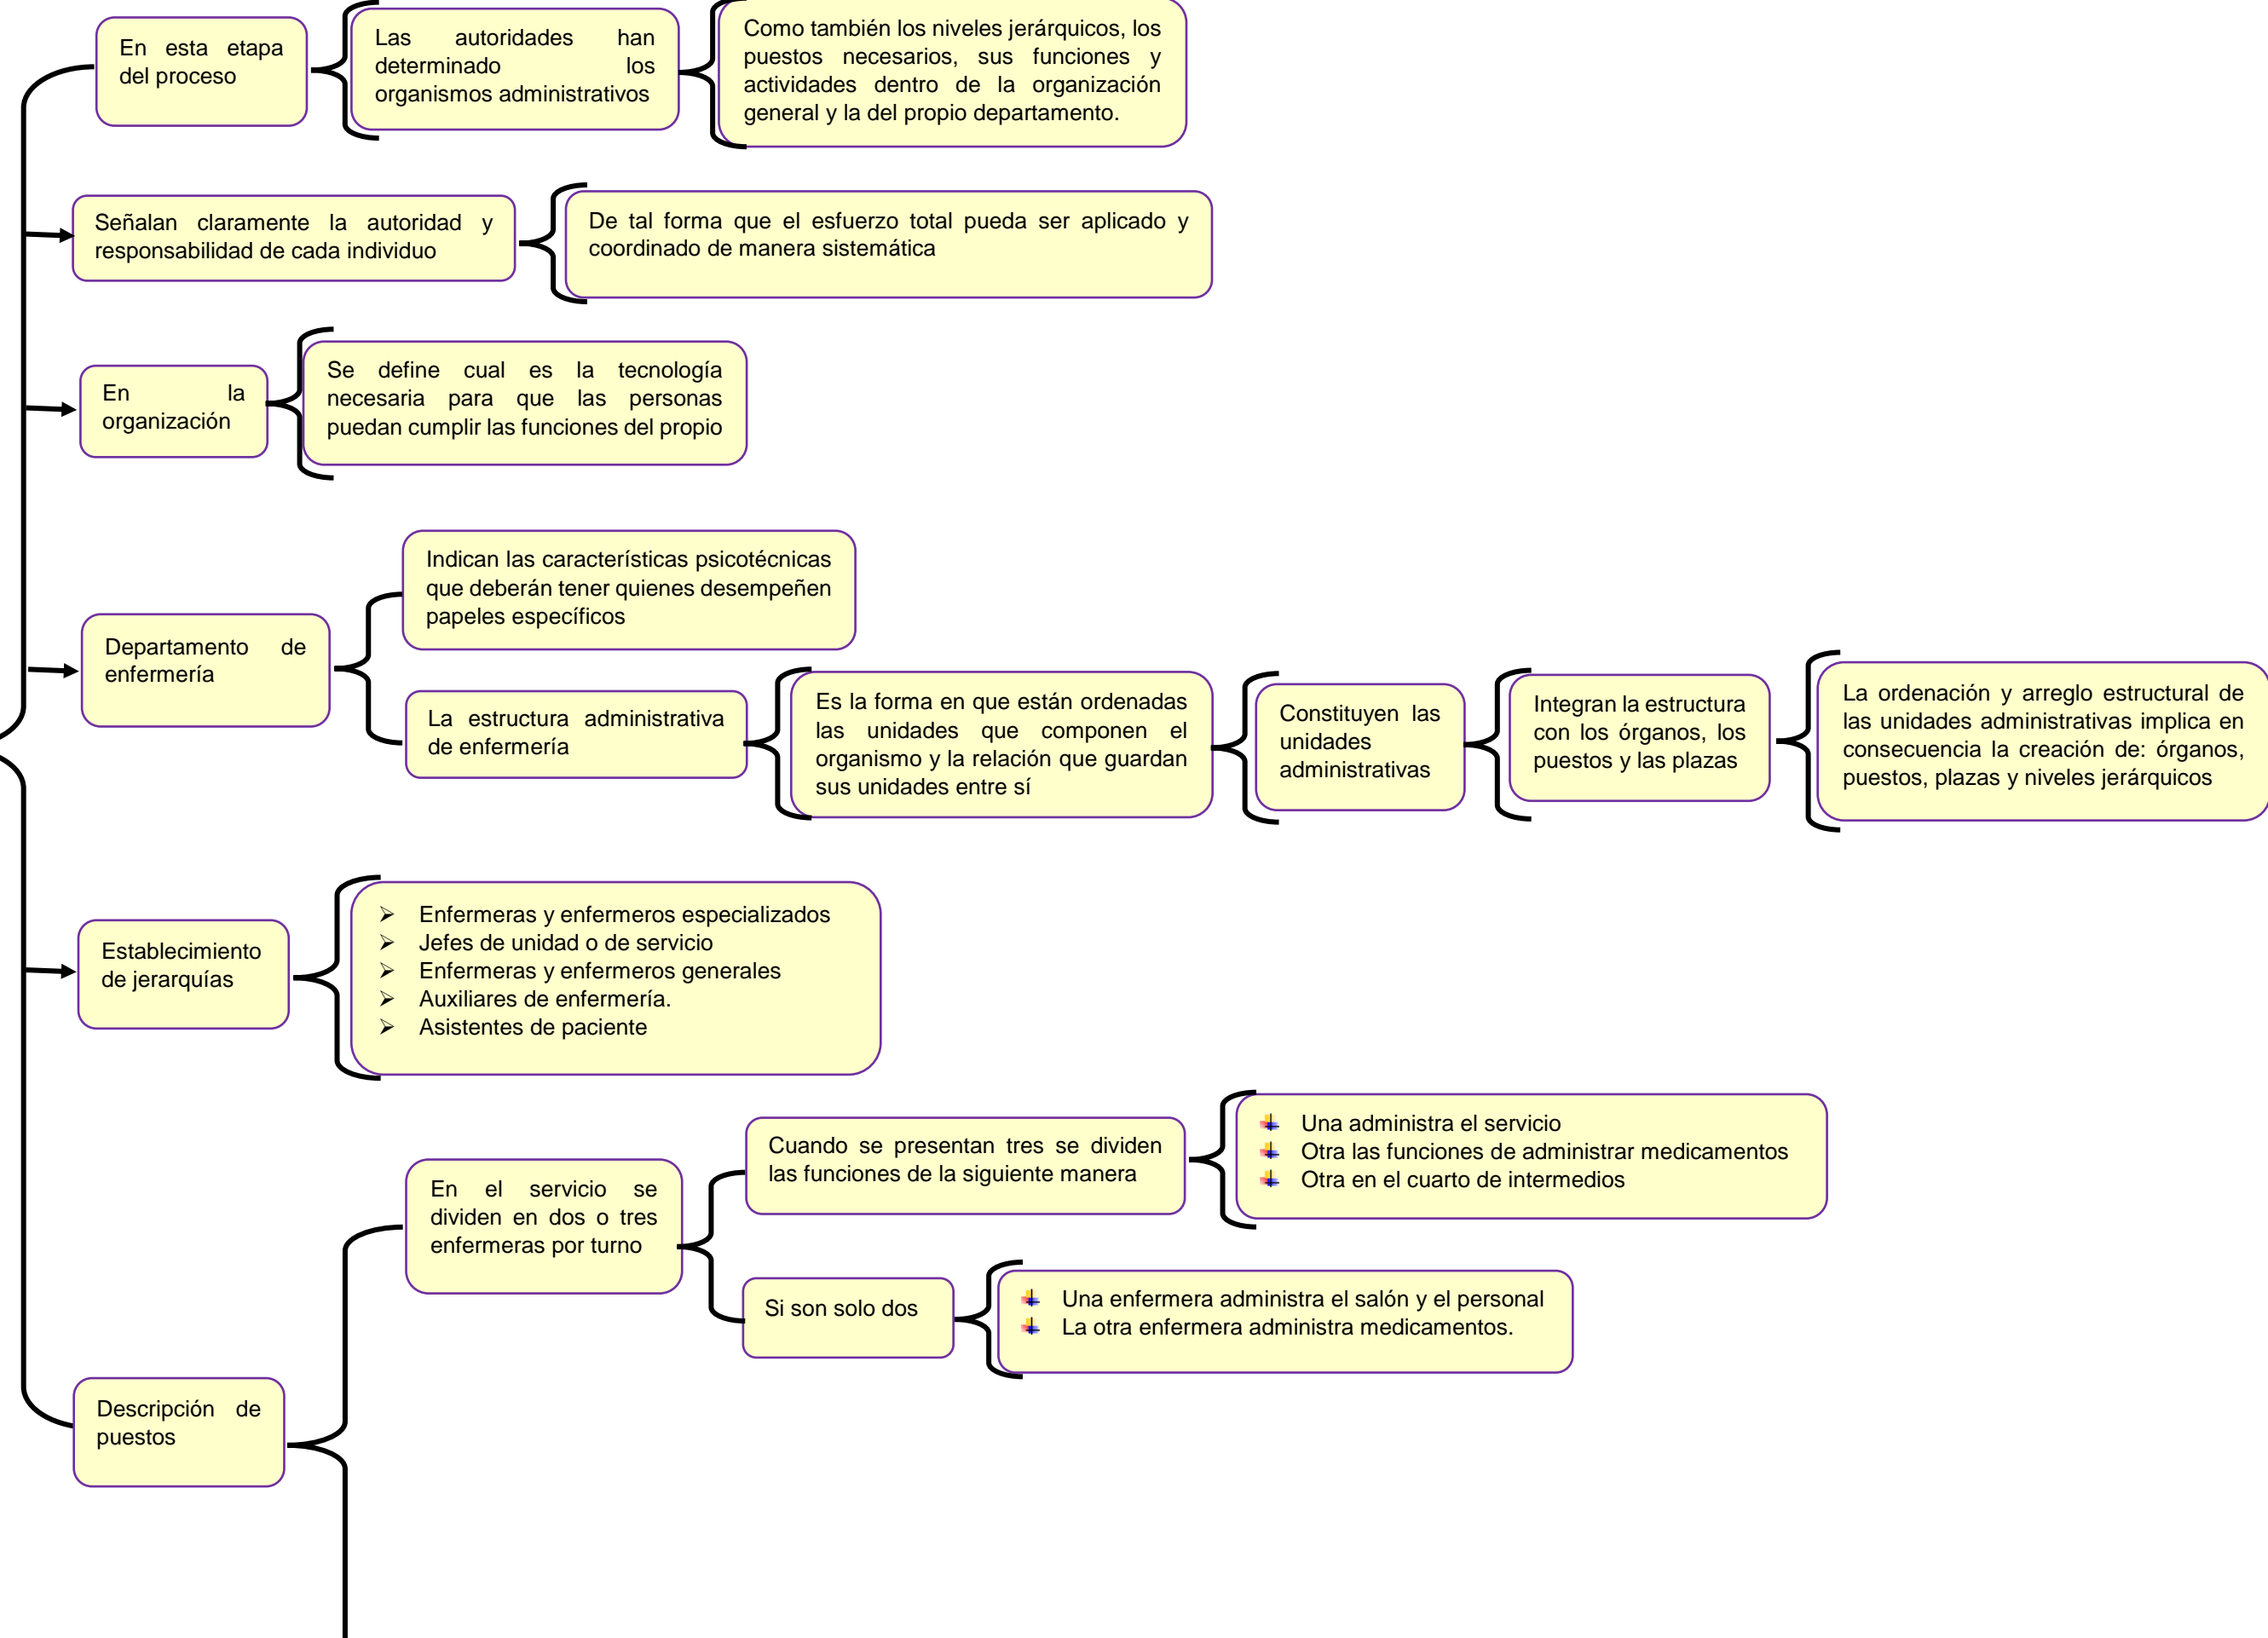 En esta etapa
del proceso
Las autoridades han
determinado los
organismos administrativos
Como también los niveles jerárquicos, los
puestos necesarios, sus funciones y
actividades dentro de la organización
general y la del propio departamento.
Señalan claramente la autoridad y
responsabilidad de cada individuo
De tal forma que el esfuerzo total pueda ser aplicado y
coordinado de manera sistemática
En la
organización
Se define cual es la tecnología
necesaria para que las personas
puedan cumplir las funciones del propio
Departamento de
enfermería
Indican las características psicotécnicas
que deberán tener quienes desempeñen
papeles específicos
La estructura administrativa
de enfermería
Es la forma en que están ordenadas
las unidades que componen el
organismo y la relación que guardan
sus unidades entre sí
Constituyen las
unidades
administrativas
Integran la estructura
con los órganos, los
puestos y las plazas
La ordenación y arreglo estructural de
las unidades administrativas implica en
consecuencia la creación de: órganos,
puestos, plazas y niveles jerárquicos
Establecimiento
de jerarquías
Enfermeras y enfermeros especializados
Jefes de unidad o de servicio
Enfermeras y enfermeros generales
Auxiliares de enfermería.
Asistentes de paciente
Descripción de
puestos
En el servicio se
dividen en dos o tres
enfermeras por turno
Cuando se presentan tres se dividen
las funciones de la siguiente manera
Una administra el servicio
Otra las funciones de administrar medicamentos
Otra en el cuarto de intermedios
Si son solo dos
Una enfermera administra el salón y el personal
La otra enfermera administra medicamentos.